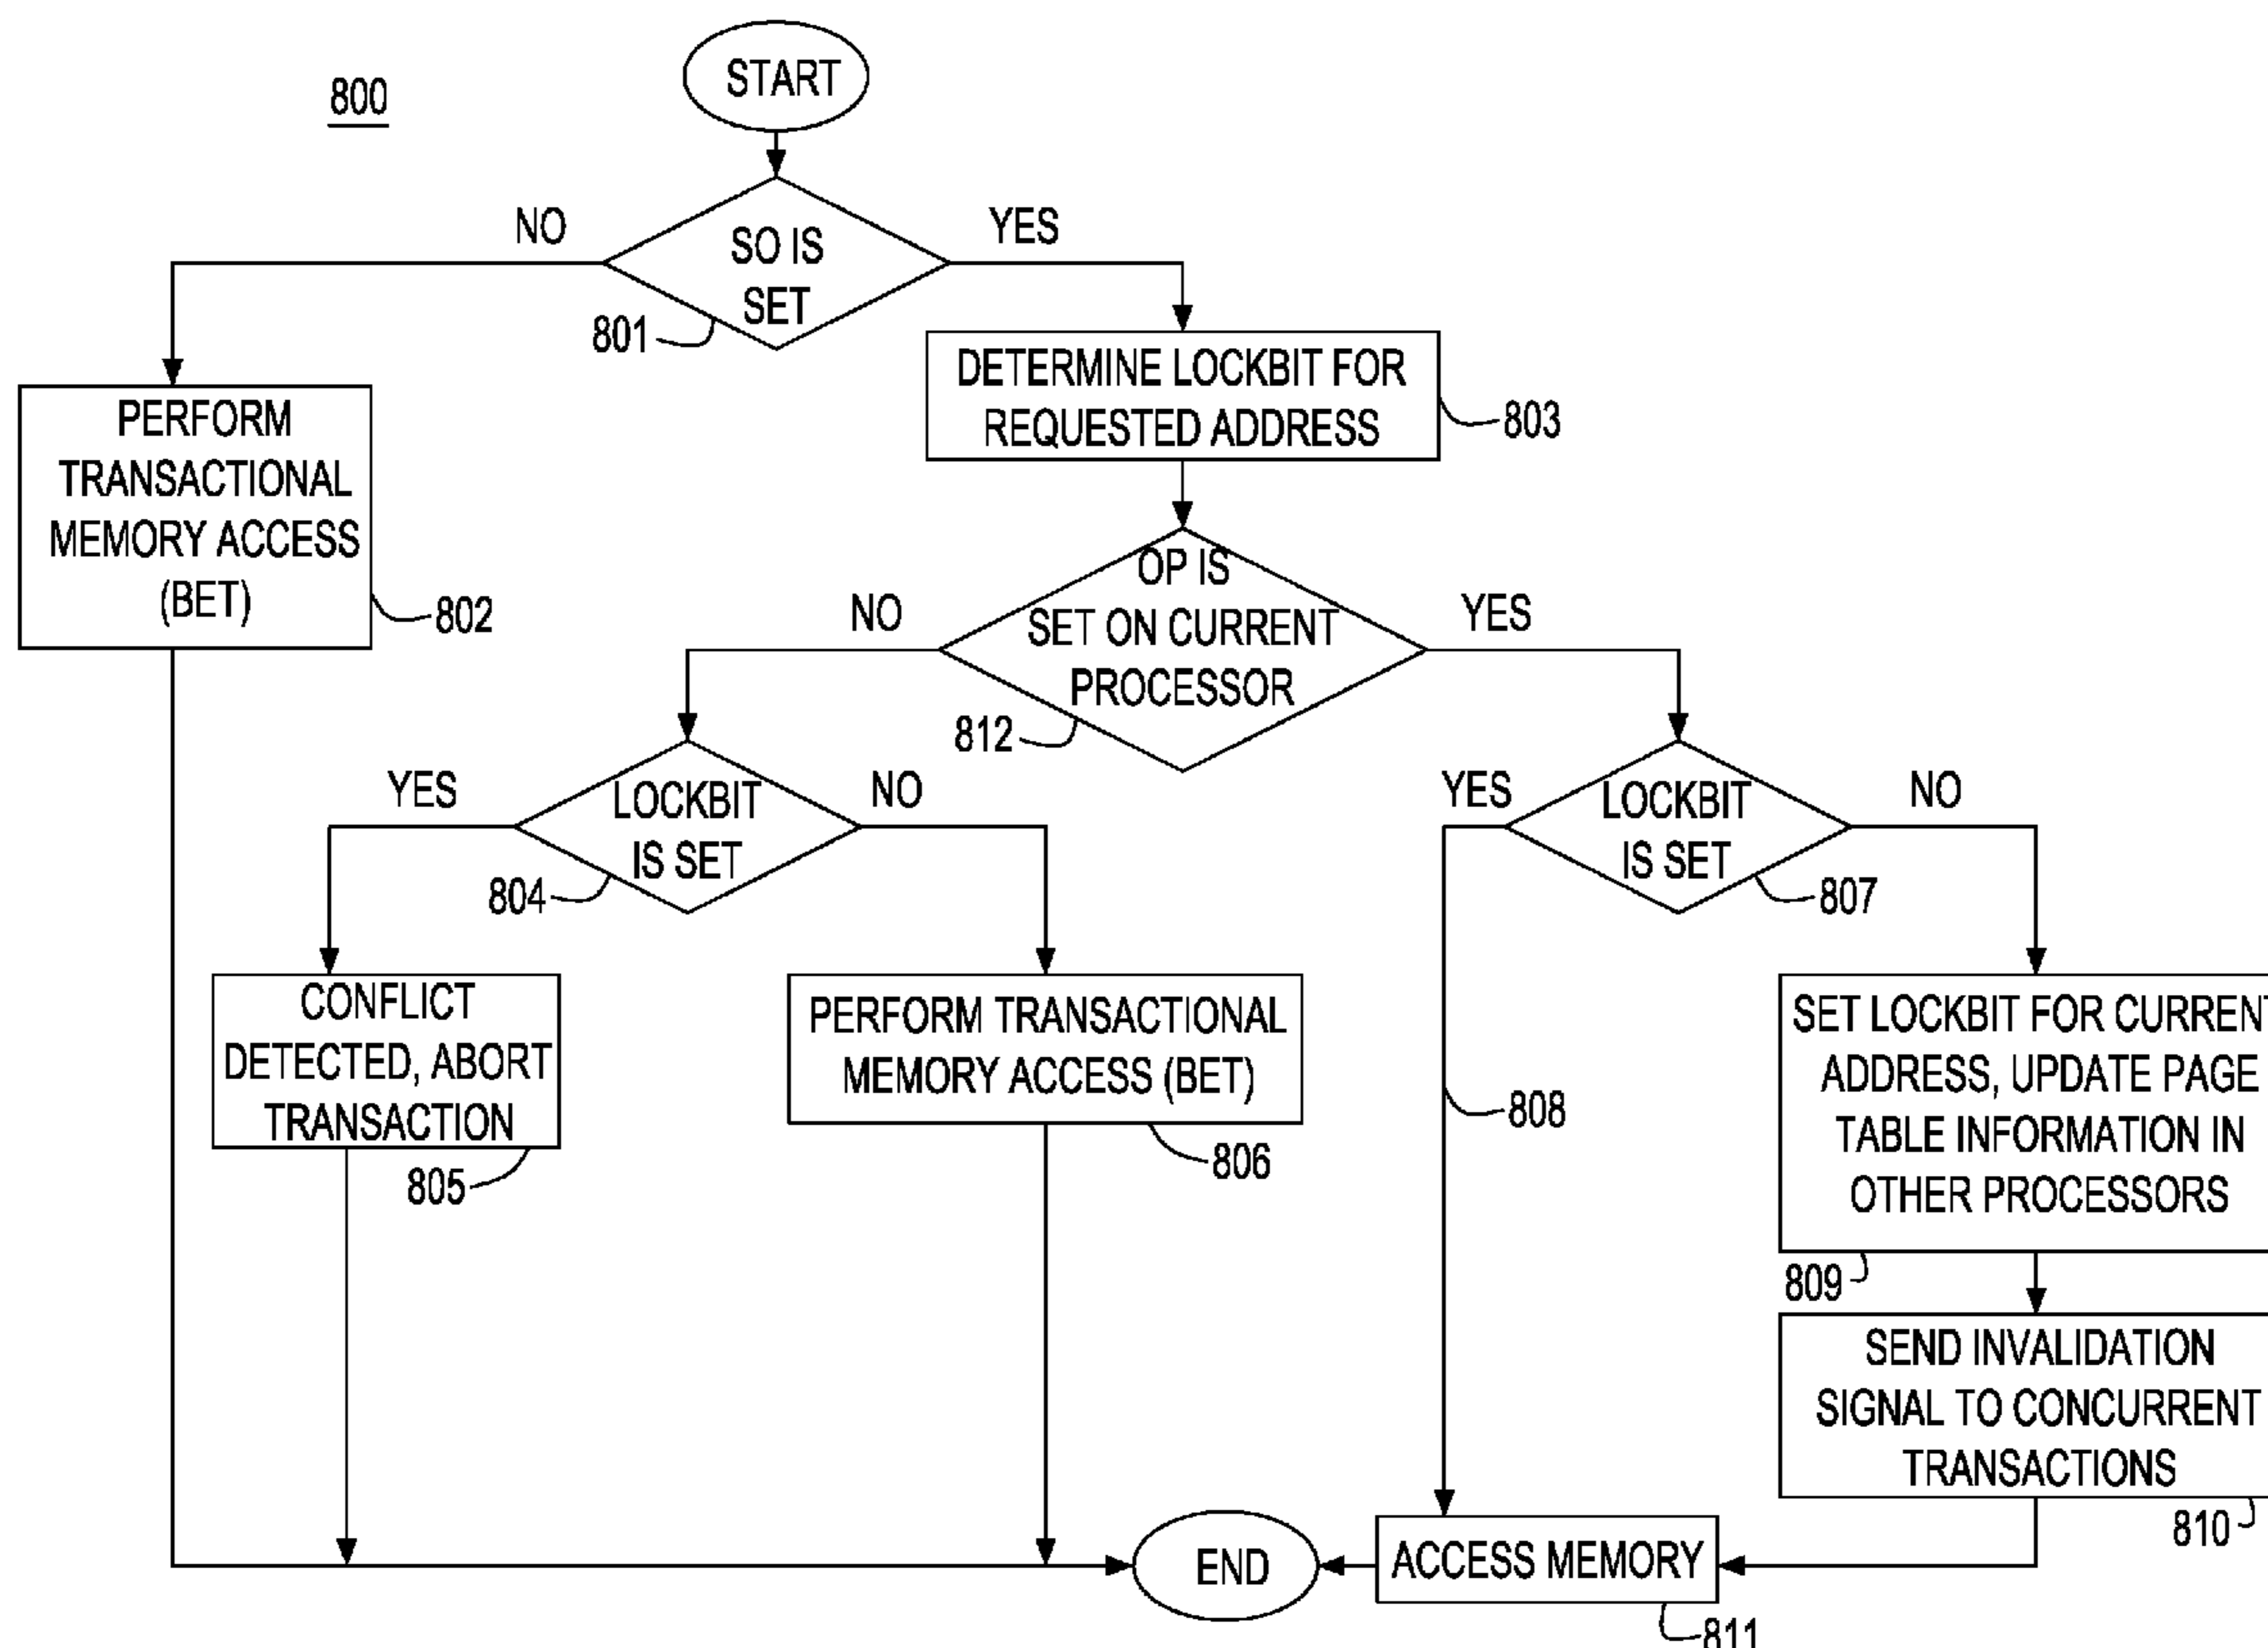 800
START
SO IS
SET
NO
YES
801
DETERMINE LOCKBIT FOR
REQUESTED ADDRESS
803
PERFORM
TRANSACTIONAL
MEMORY ACCESS
(BET)
802
OP IS
SET ON CURRENT
PROCESSOR
NO
YES
812
YES
LOCKBIT
IS SET
NO
804
YES
LOCKBIT
IS SET
NO
807
CONFLICT
DETECTED, ABORT
TRANSACTION
805
PERFORM TRANSACTIONAL
MEMORY ACCESS (BET)
806
808
SET LOCKBIT FOR CURRENT
ADDRESS, UPDATE PAGE
TABLE INFORMATION IN
OTHER PROCESSORS
809
SEND INVALIDATION
SIGNAL TO CONCURRENT
TRANSACTIONS
810
END
ACCESS MEMORY
811